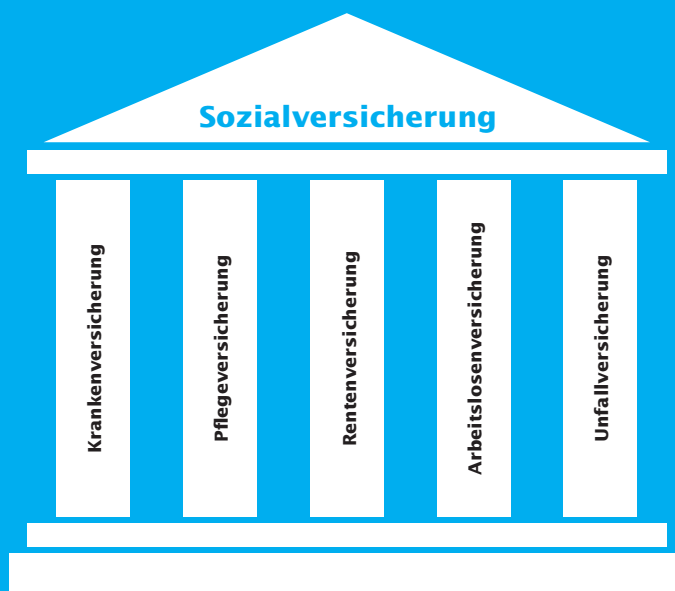 Sozialversicherung
Krankenversicherung
Pflegeversicherung
Rentenversicherung
Arbeitslosenversicherung
Unfallversicherung